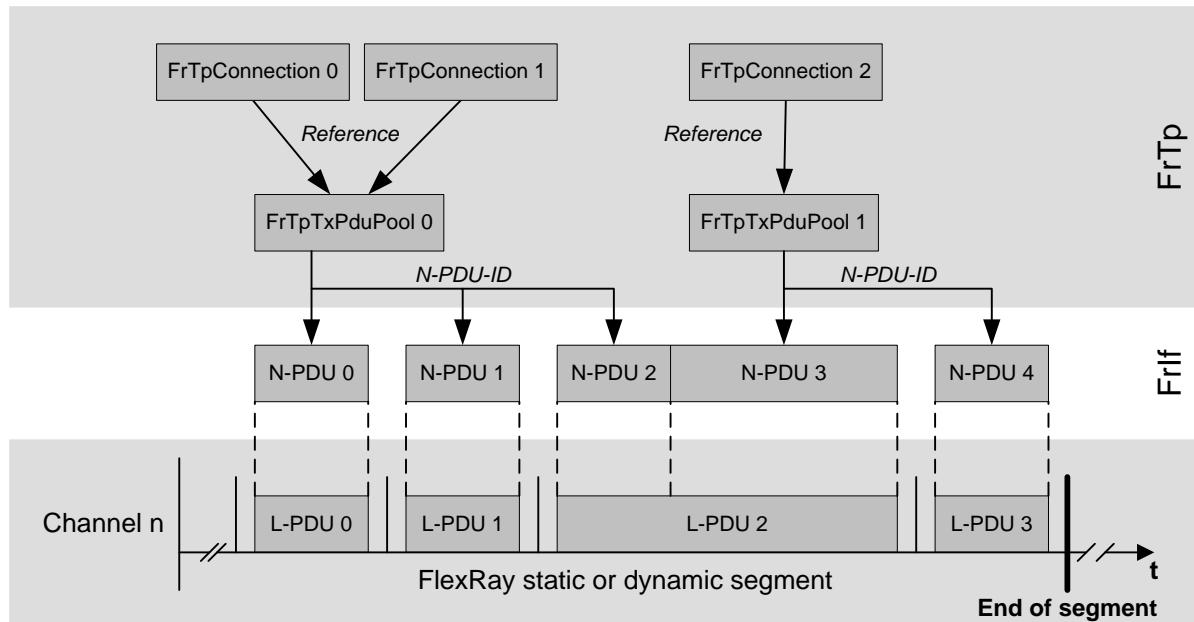 FrTpConnection 0
FrTpConnection 1
FrTpConnection 2
Reference
Reference
FrTp
FrTpTxPduPool 0
FrTpTxPduPool 1
N-PDU-ID
N-PDU-ID
N-PDU 0
N-PDU 1
N-PDU 2
N-PDU 3
N-PDU 4
FrIf
Channel n
L-PDU 0
L-PDU 1
L-PDU 2
L-PDU 3
t
FlexRay static or dynamic segment
End of segment